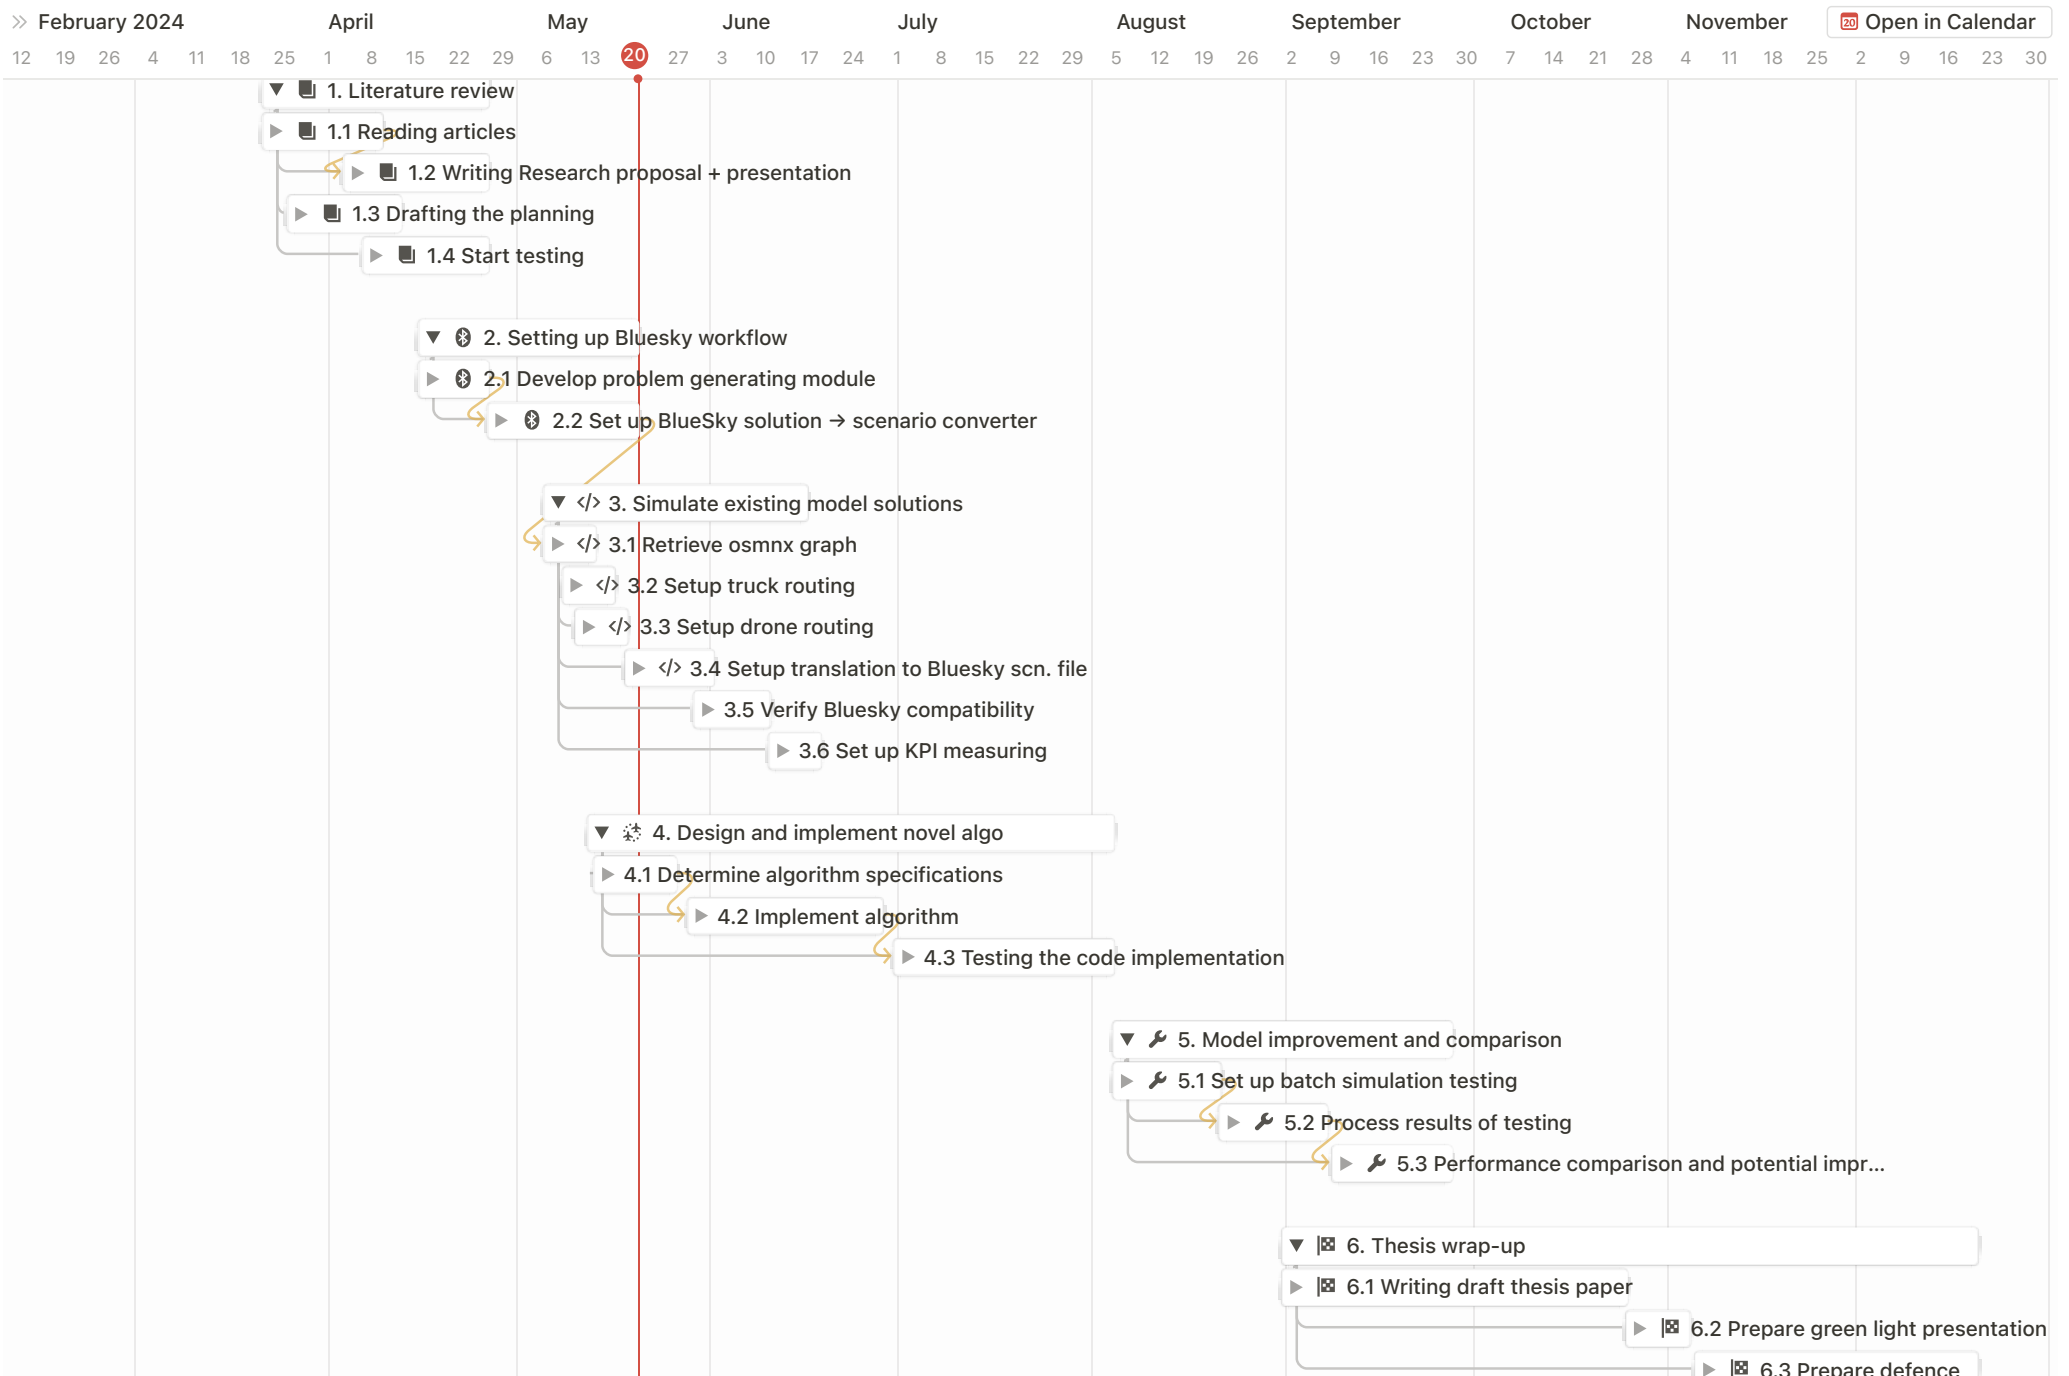 » February 2024 April May June July August September October November 20 Open in Calendar
12 19 26 4 11 18 25 1 8 15 22 29 6 13 20 27 3 10 17 24 1 8 15 22 29 5 12 19 26 2 9 16 23 30 7 14 21 28 4 11 18 25 2 9 16 23 30
1. Literature review
1.1 Reading articles
1.2 Writing Research proposal + presentation
1.3 Drafting the planning
1.4 Start testing
2. Setting up Bluesky workflow
2.1 Develop problem generating module
2.2 Set up BlueSky solution → scenario converter
</> 3. Simulate existing model solutions
</> 3.1 Retrieve osmnx graph
</> 3.2 Setup truck routing
</> 3.3 Setup drone routing
</> 3.4 Setup translation to Bluesky scn. file
3.5 Verify Bluesky compatibility
3.6 Set up KPI measuring
4. Design and implement novel algo
4.1 Determine algorithm specifications
4.2 Implement algorithm
4.3 Testing the code implementation
5. Model improvement and comparison
5.1 Set up batch simulation testing
5.2 Process results of testing
5.3 Performance comparison and potential impr...
6. Thesis wrap-up
6.1 Writing draft thesis paper
6.2 Prepare green light presentation
6.3 Prepare defence